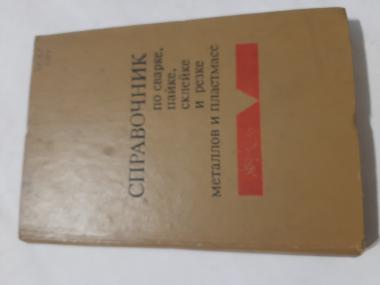 СПРАВОЧНИК
по сварке,
пайке,
склейке
и резке
металлов и пластмасс